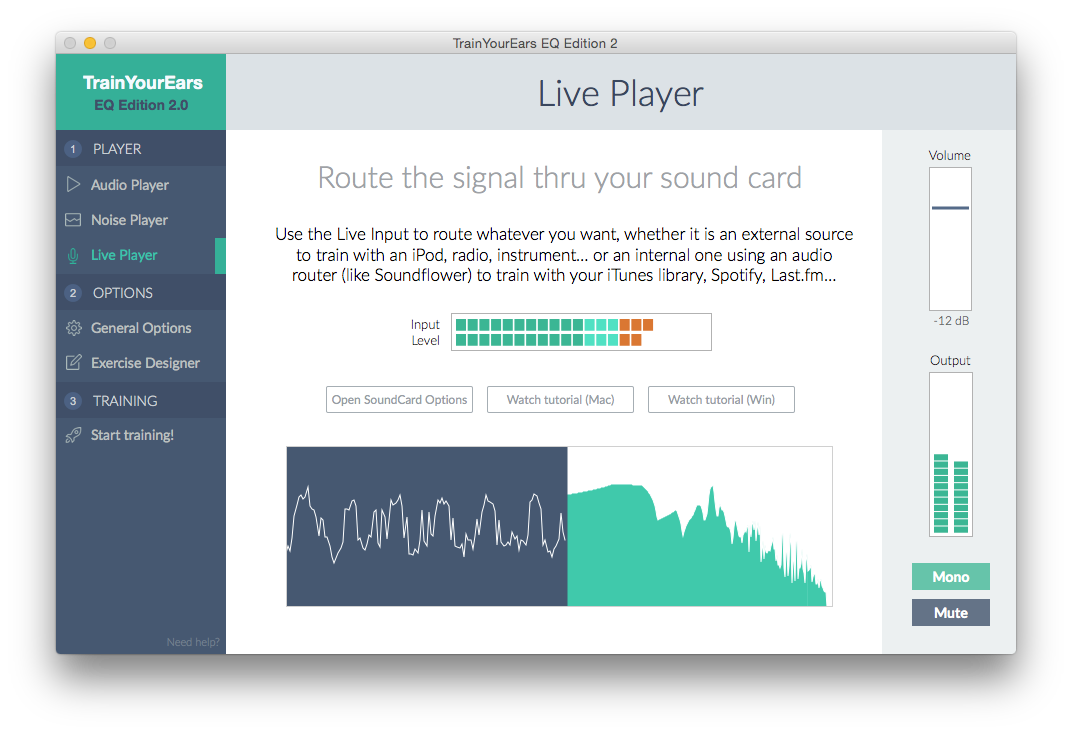 TrainYourEars EQ Edition 2
TrainYourEars
EQ Edition 2.0
1 PLAYER
Audio Player
Noise Player
Live Player
2 OPTIONS
General Options
Exercise Designer
3 TRAINING
Start training!
Need help?
Live Player
Route the signal thru your sound card
Use the Live Input to route whatever you want, whether it is an external source
to train with an iPod, radio, instrument... or an internal one using an audio
router (like Soundflower) to train with your iTunes library, Spotify, Last.fm...
Input
Level
Open SoundCard Options
Watch tutorial (Mac)
Watch tutorial (Win)
Volume
-12 dB
Output
Mono
Mute